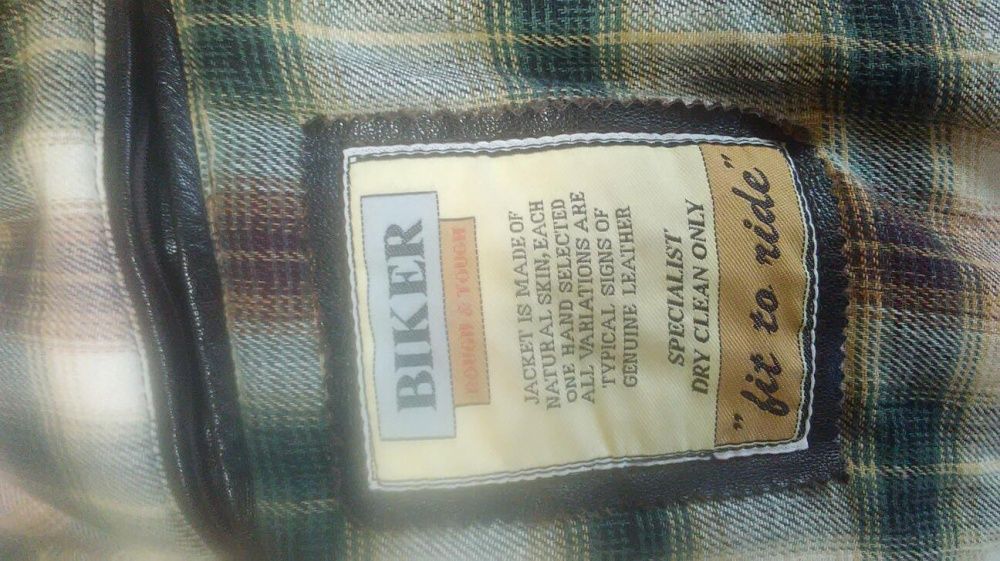 BIKER
ROUGH & TOUGH
JACKET IS MADE OF
NATURAL SKIN, EACH
ONE HAND SELECTED
ALL VARIATIONS ARE
TYPICAL SIGNS OF
GENUINE LEATHER
SPECIALIST
DRY CLEAN ONLY
"fit to ride"